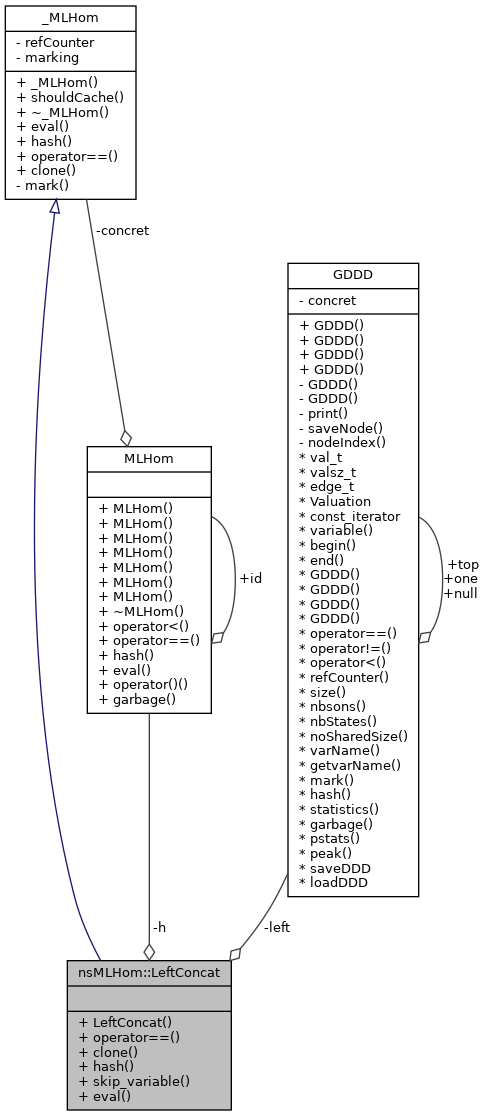 _MLHom
- refCounter
- marking
+ _MLHom()
+ shouldCache()
+ ~_MLHom()
+ eval()
+ hash()
+ operator==()
+ clone()
- mark()
-concret
GDDD
- concret
+ GDDD()
+ GDDD()
+ GDDD()
+ GDDD()
- GDDD()
- GDDD()
- print()
- saveNode()
- nodeIndex()
* val_t
* valsz_t
* edge_t
* Valuation
* const_iterator
* variable()
* begin()
* end()
* GDDD()
* GDDD()
* GDDD()
* GDDD()
* operator==()
* operator!=()
* operator<()
* refCounter()
* size()
* nbsons()
* nbStates()
* noSharedSize()
* varName()
* getvarName()
* mark()
* hash()
* statistics()
* garbage()
* pstats()
* peak()
* saveDDD
* loadDDD
+top
+one
+null
MLHom
+ MLHom()
+ MLHom()
+ MLHom()
+ MLHom()
+ MLHom()
+ MLHom()
+ MLHom()
+ ~MLHom()
+ operator<()
+ operator==()
+ hash()
+ eval()
+ operator()()
+ garbage()
+id
-h
-left
nsMLHom::LeftConcat
+ LeftConcat()
+ operator==()
+ clone()
+ hash()
+ skip_variable()
+ eval()